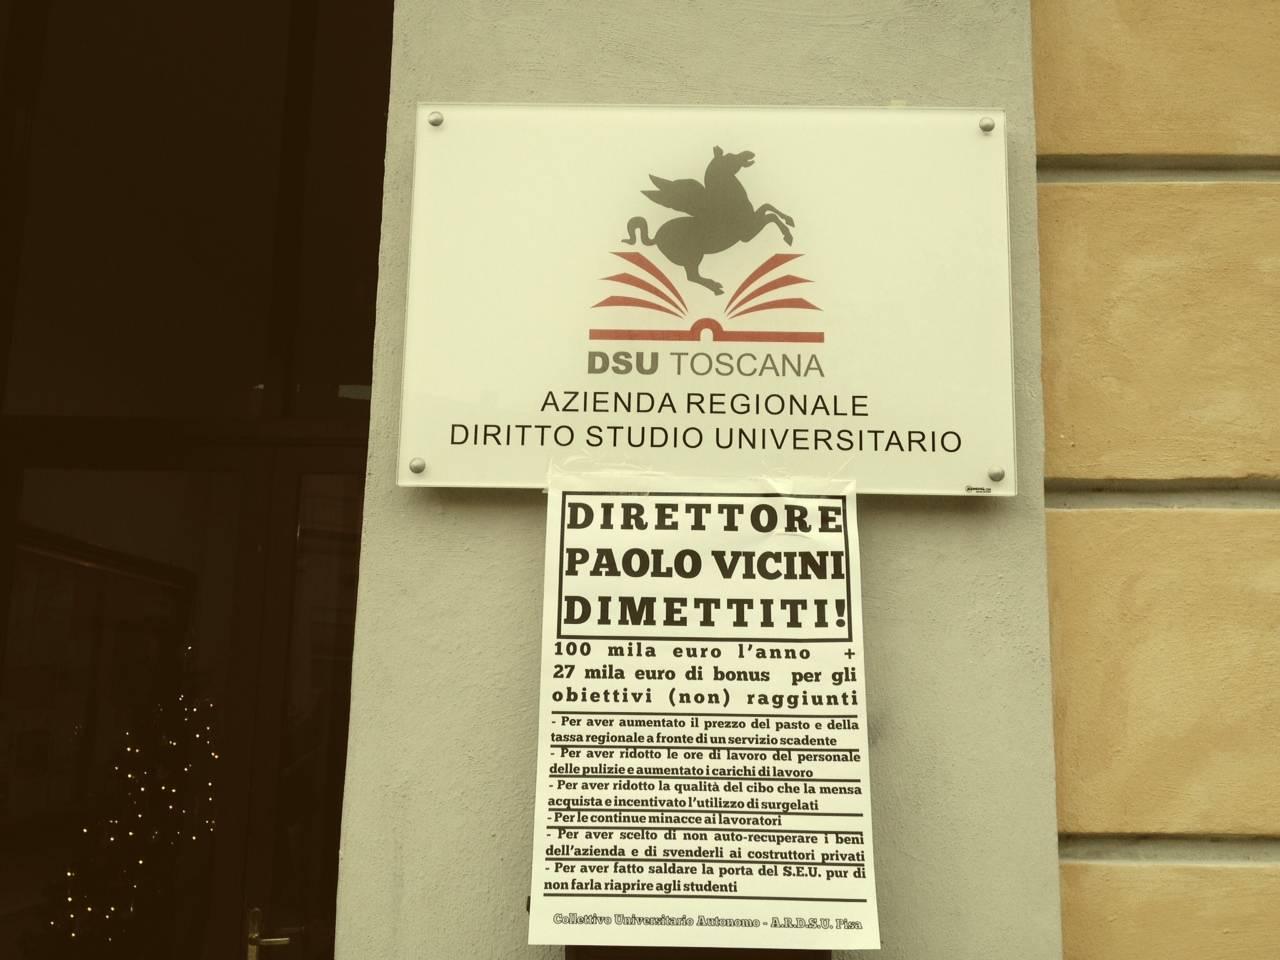 DSU TOSCANA
AZIENDA REGIONALE
DIRITTO STUDIO UNIVERSITARIO
DIRETTORE
PAOLO VICINI
DIMETTITI!
100 mila euro l'anno +
27 mila euro di bonus per gli
obiettivi (non) raggiunti
- Per aver aumentato il prezzo del pasto e della
tassa regionale a fronte di un servizio scadente
- Per aver ridotto le ore di lavoro del personale
delle pulizie e aumentato i carichi di lavoro
- Per aver ridotto la qualità del cibo che la mensa
acquista e incentivato l'utilizzo di surgelati
- Per le continue minacce ai lavoratori
- Per aver scelto di non auto-recuperare i beni
dell'azienda e di svenderli ai costruttori privati
- Per aver fatto saldare la porta del S.E.U. pur di
non farla riaprire agli studenti
Collettivo Universitario Autonomo - A.R.D.S.U. Pisa